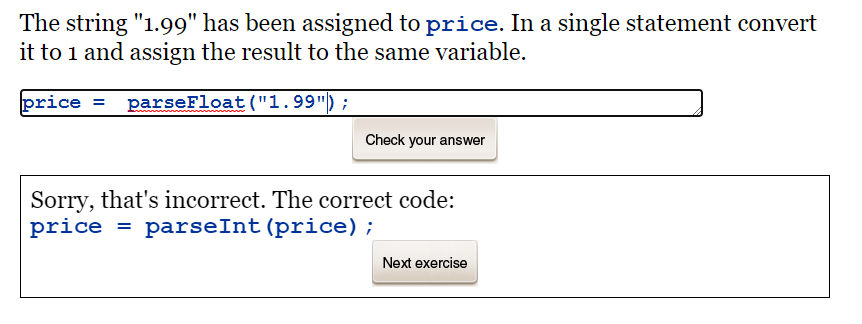 The string "1.99" has been assigned to price. In a single statement convert
it to 1 and assign the result to the same variable.
price =  parseFloat("1.99");
Check your answer
Sorry, that's incorrect. The correct code:
price = parseInt(price);
Next exercise